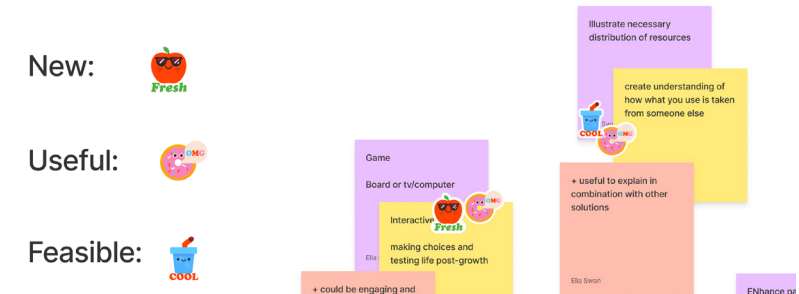 New:
Fresh
Useful:
OMG
Feasible:
COOL
Game
Board or tv/computer
Ella
Interactive
Fresh
OMG
making choices and
testing life post-growth
+ could be engaging and
Illustrate necessary
distribution of resources
Swan
create understanding of
how what you use is taken
from someone else
COOL
OMG
+ useful to explain in
combination with other
solutions
Ella Swan
ENhance